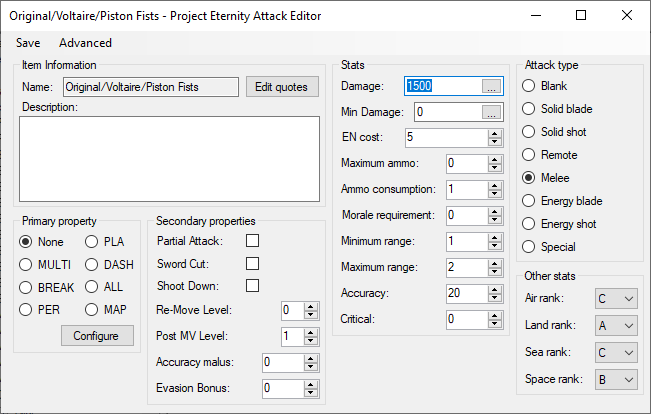 Original/Voltaire/Piston Fists - Project Eternity Attack Editor
Save Advanced
Item Information
Name: Original/Voltaire/Piston Fists Edit quotes
Description:
Primary property
None PLA
MULTI DASH
BREAK ALL
PER MAP
Configure
Secondary properties
Partial Attack:
Sword Cut:
Shoot Down:
Re-Move Level: 0
Post MV Level: 1
Accuracy malus: 0
Evasion Bonus: 0
Stats
Damage: 1500 ...
Min Damage: 0 ...
EN cost: 5
Maximum ammo: 0
Ammo consumption: 1
Morale requirement: 0
Minimum range: 1
Maximum range: 2
Accuracy: 20
Critical: 0
Attack type
Blank
Solid blade
Solid shot
Remote
Melee
Energy blade
Energy shot
Special
Other stats
Air rank: C
Land rank: A
Sea rank: C
Space rank: B